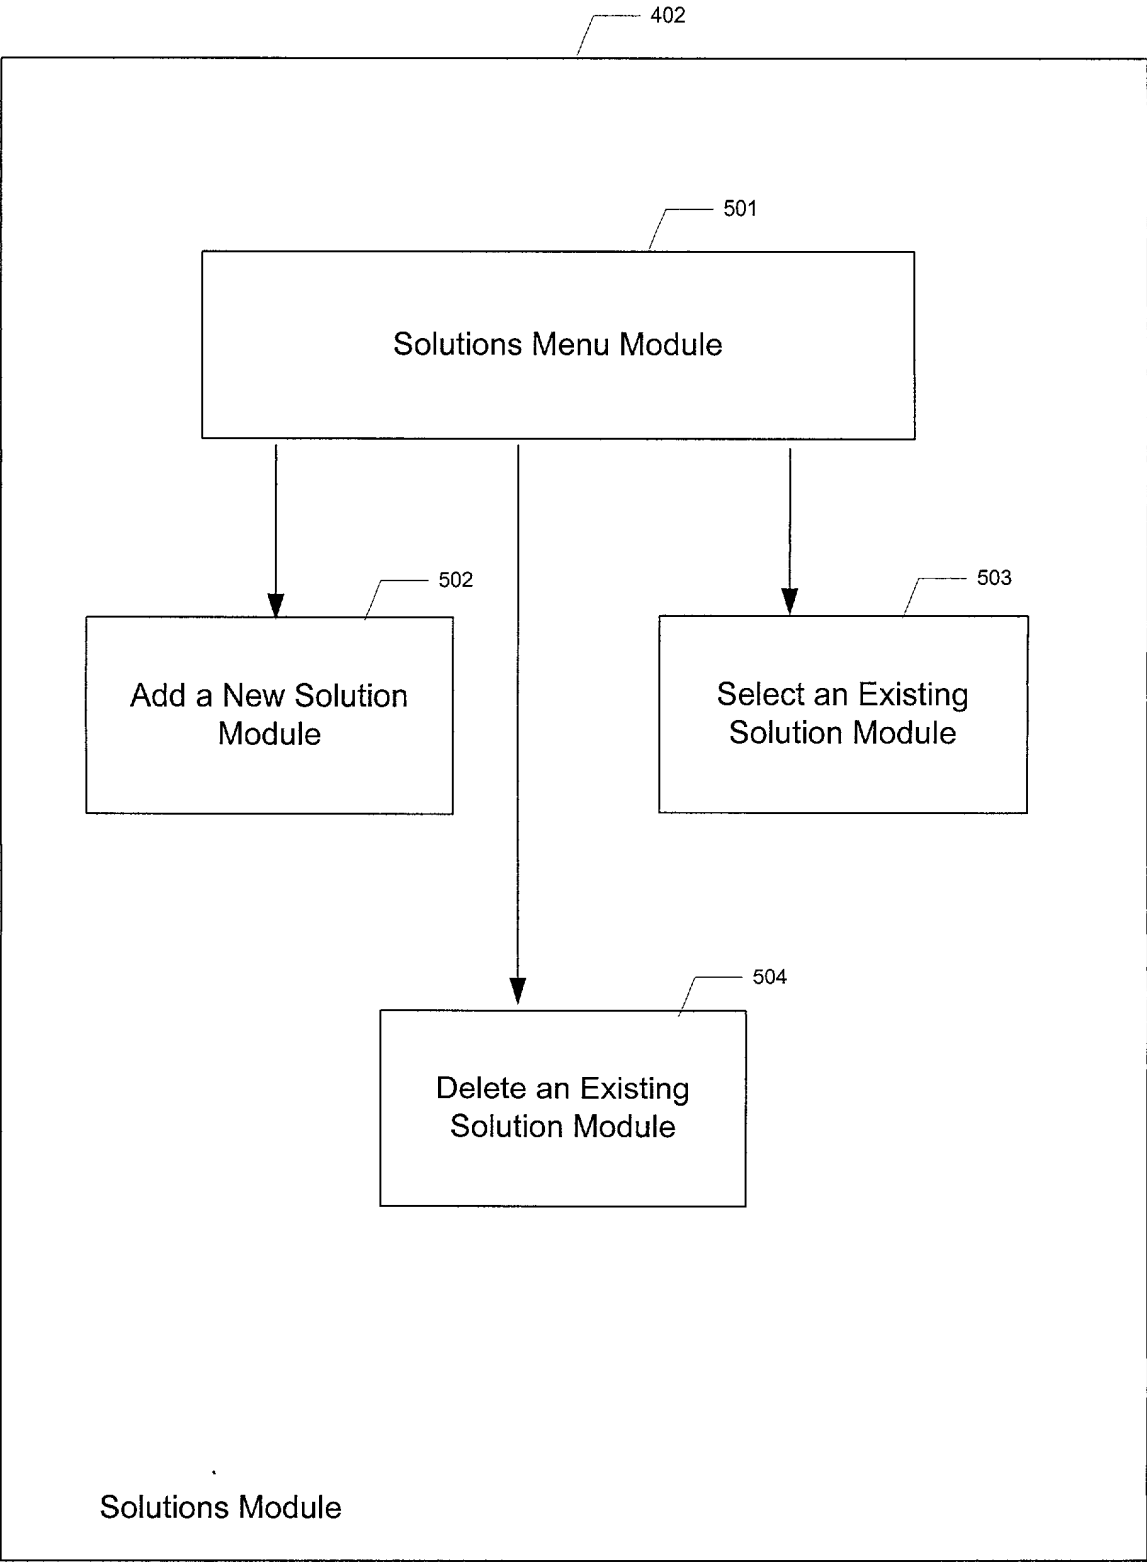 402
501
Solutions Menu Module
502
503
Add a New Solution
Module
Select an Existing
Solution Module
504
Delete an Existing
Solution Module
Solutions Module